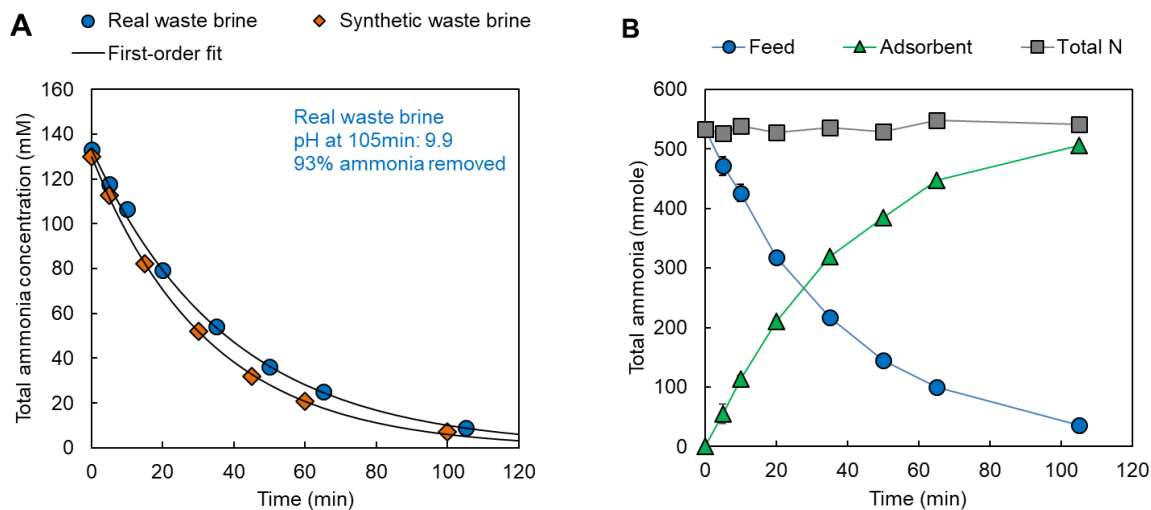 A
Real waste brine
Synthetic waste brine
First-order fit
Total ammonia concentration (mM)
160
140
120
100
80
60
40
20
0
Real waste brine
pH at 105min: 9.9
93% ammonia removed
0 20 40 60 80 100 120
Time (min)
B
Feed
Adsorbent
Total N
Total ammonia (mmole)
600
500
400
300
200
100
0
0 20 40 60 80 100 120
Time (min)